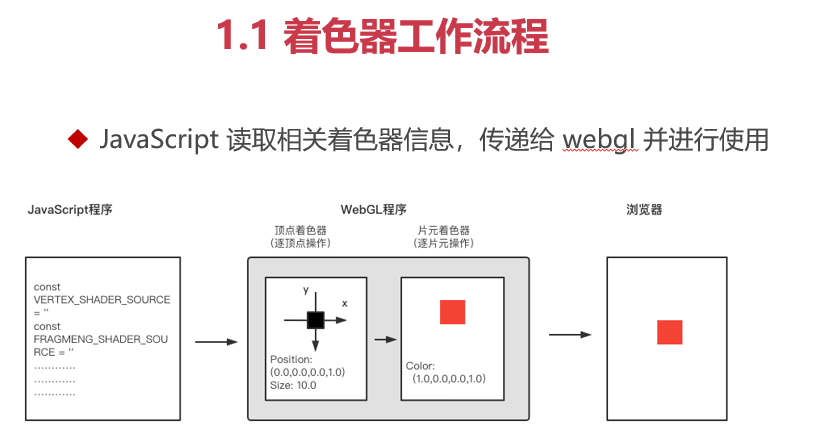 1.1 着色器工作流程
JavaScript 读取相关着色器信息，传递给 webgl 并进行使用
JavaScript程序
WebGL程序
浏览器
顶点着色器
（逐顶点操作）
片元着色器
（逐片元操作）
const
VERTEX_SHADER_SOURCE
= ''
const
FRAGMENG_SHADER_SOU
RCE = ''
............
............
............
y
x
Position:
(0.0,0.0,0.0,1.0)
Size: 10.0
Color:
(1.0,0.0,0.0,1.0)